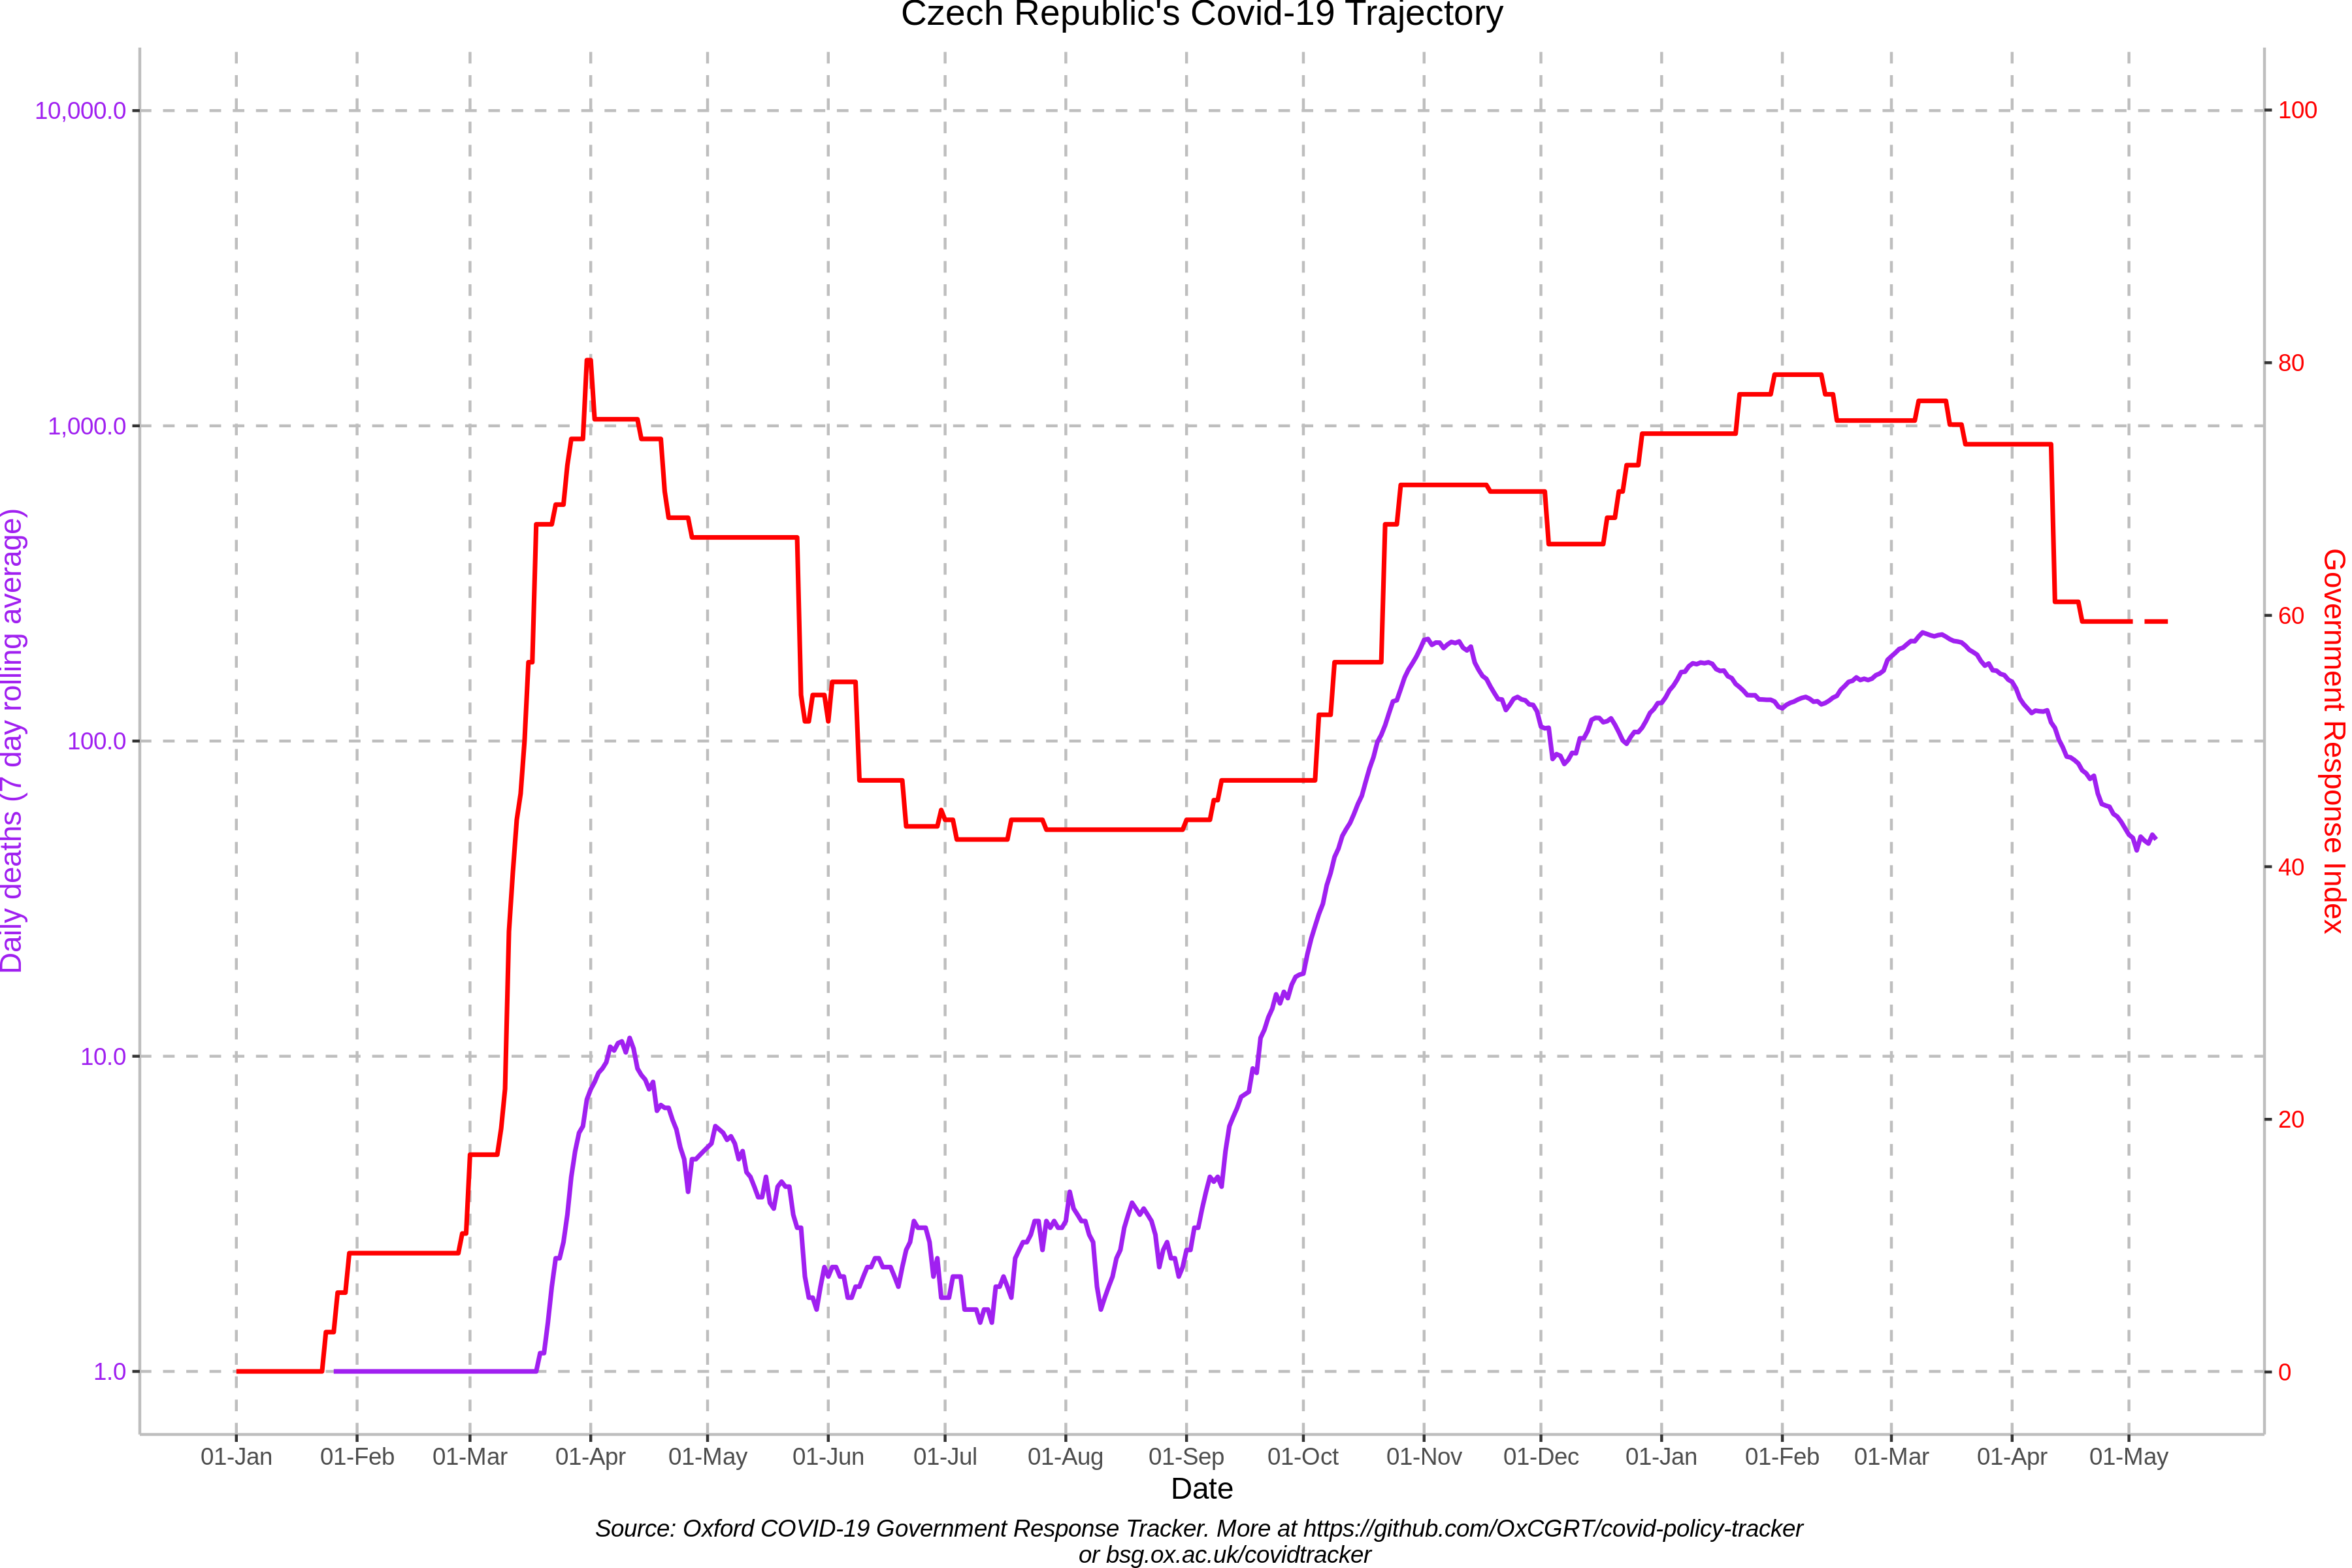 Czech Republic's Covid-19 Trajectory
10,000.0
1,000.0
100.0
10.0
1.0
Daily deaths (7 day rolling average)
100
80
60
40
20
0
Government Response Index
01-Jan 01-Feb 01-Mar 01-Apr 01-May 01-Jun 01-Jul 01-Aug 01-Sep 01-Oct 01-Nov 01-Dec 01-Jan 01-Feb 01-Mar 01-Apr 01-May
Date
Source: Oxford COVID-19 Government Response Tracker. More at https://github.com/OxCGRT/covid-policy-tracker
or bsg.ox.ac.uk/covidtracker